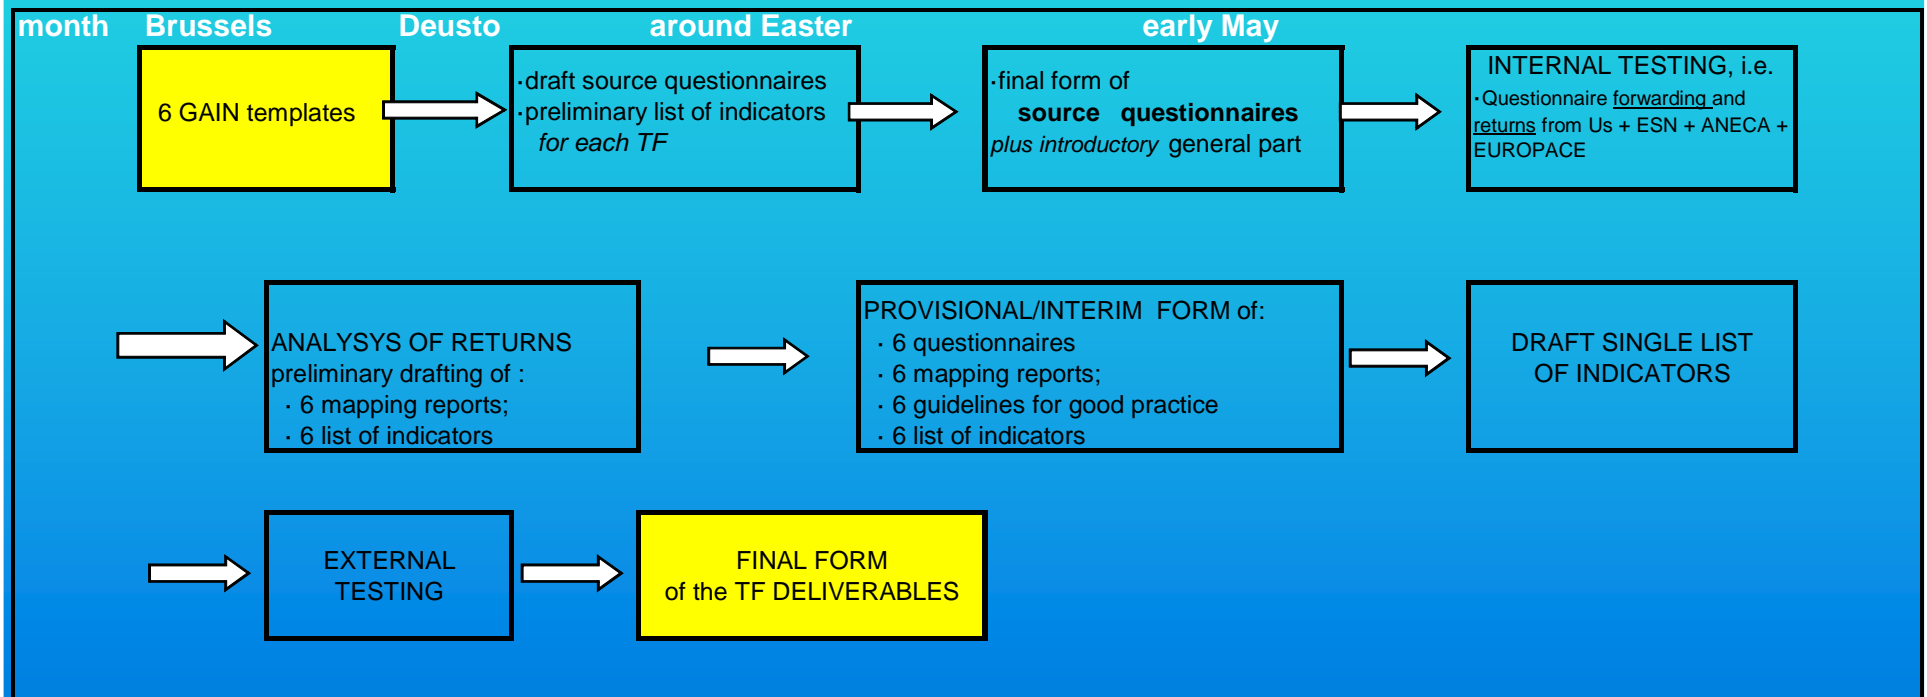 month Brussels Deusto around Easter early May
6 GAIN templates
·draft source questionnaires
·preliminary list of indicators
for each TF
·final form of
source questionnaires
plus introductory general part
INTERNAL TESTING, i.e.
·Questionnaire forwarding and
returns from Us + ESN + ANECA +
EUROPACE
ANALYSYS OF RETURNS
preliminary drafting of :
· 6 mapping reports;
· 6 list of indicators
PROVISIONAL/INTERIM FORM of:
· 6 questionnaires
· 6 mapping reports;
· 6 guidelines for good practice
· 6 list of indicators
DRAFT SINGLE LIST
OF INDICATORS
EXTERNAL
TESTING
FINAL FORM
of the TF DELIVERABLES